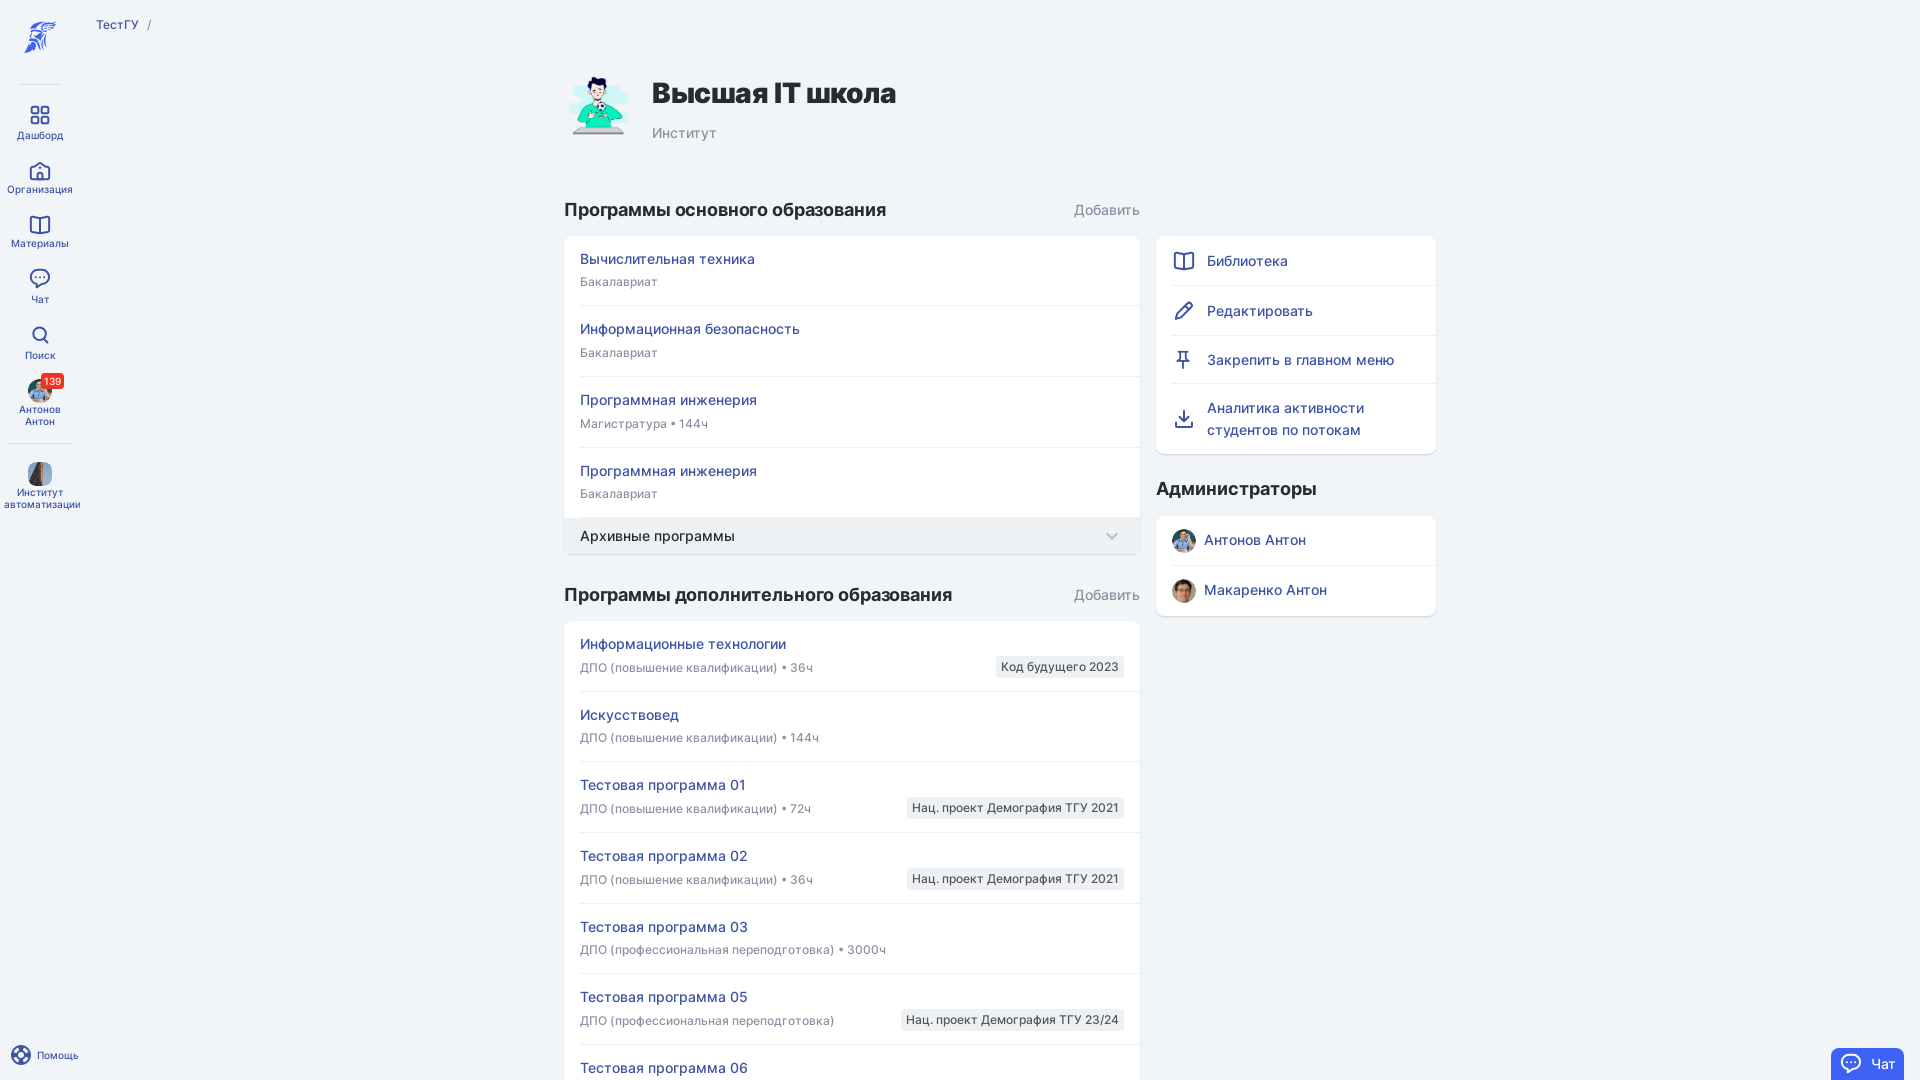 ТестГУ /
Дашборд
Организация
Материалы
Чат
Поиск
139
Антонов
Антон
Институт
автоматизации
Помощь
Высшая IT школа
Институт
Программы основного образования
Добавить
Вычислительная техника
Бакалавриат
Информационная безопасность
Бакалавриат
Программная инженерия
Магистратура • 144ч
Программная инженерия
Бакалавриат
Архивные программы
Программы дополнительного образования
Добавить
Информационные технологии
ДПО (повышение квалификации) • 36ч
Код будущего 2023
Искусствовед
ДПО (повышение квалификации) • 144ч
Тестовая программа 01
ДПО (повышение квалификации) • 72ч
Нац. проект Демография ТГУ 2021
Тестовая программа 02
ДПО (повышение квалификации) • 36ч
Нац. проект Демография ТГУ 2021
Тестовая программа 03
ДПО (профессиональная переподготовка) • 3000ч
Тестовая программа 05
ДПО (профессиональная переподготовка)
Нац. проект Демография ТГУ 23/24
Тестовая программа 06
Библиотека
Редактировать
Закрепить в главном меню
Аналитика активности
студентов по потокам
Администраторы
Антонов Антон
Макаренко Антон
Чат